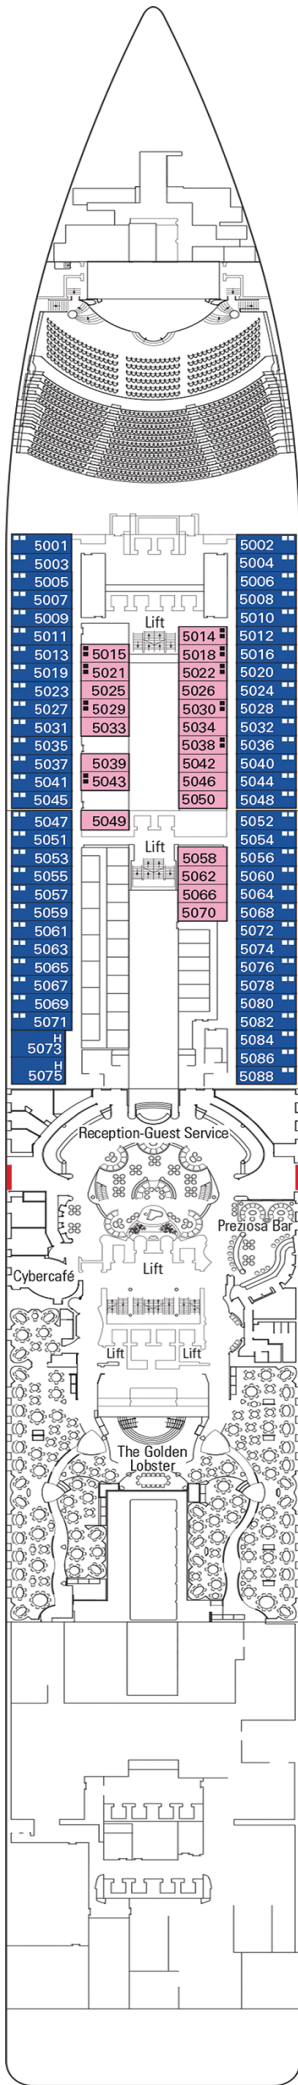 5001 5002
5003 5004
5005 5006
5007 5008
5009 5010
Lift
5011 5014 5012
5013 5015 5018 5016
5019 5021 5022 5020
5023 5025 5026 5024
5027 5029 5030 5028
5031 5033 5034 5032
5035 5038 5036
5037 5039 5042 5040
5041 5043 5046 5044
5045 5050 5048
5047 5049 5052
5051 5054
Lift
5053 5058 5056
5055 5062 5060
5057 5066 5064
5059 5070 5068
5061 5072
5063 5074
5065 5076
5067 5078
5069 5080
5071 5082
H
5073 5084
5086
H
5075 5088
Reception-Guest Service
Preziosa Bar
Cybercafé
Lift
Lift Lift
The Golden
Lobster